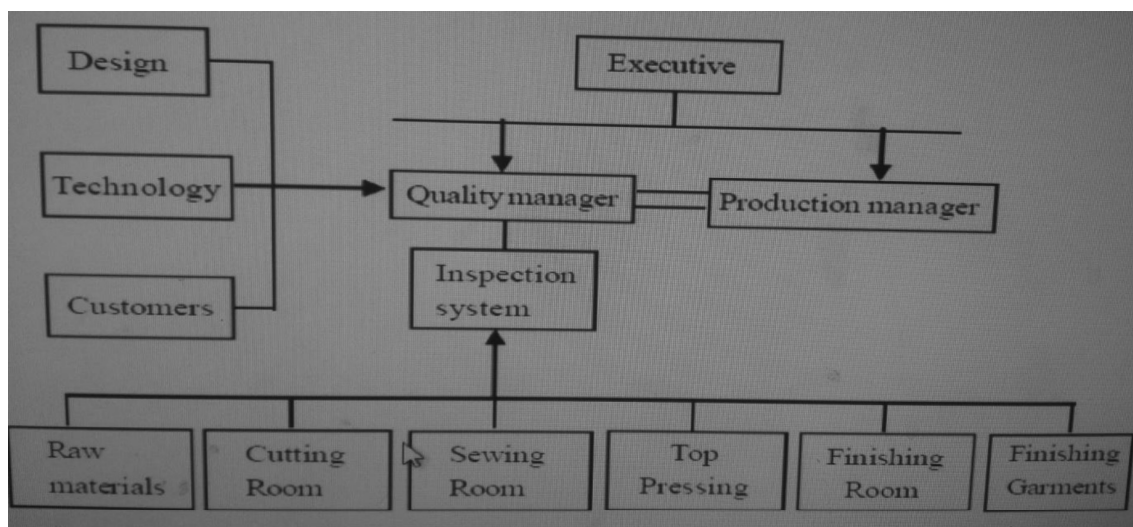 Design
Executive
Technology
Quality manager
Production manager
Inspection
system
Customers
Raw
materials
Cutting
Room
Sewing
Room
Top
Pressing
Finishing
Room
Finishing
Garments